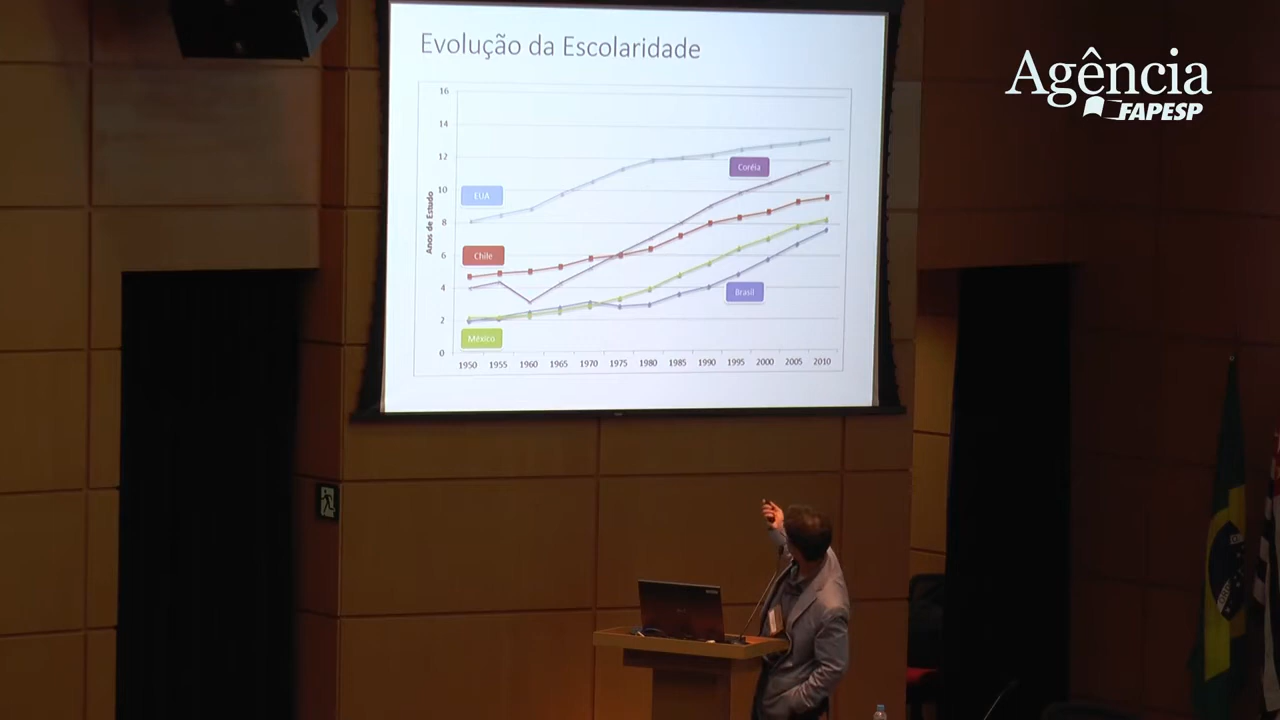 Evolução da Escolaridade
Agência
FAPESP
16
14
12
10
8
6
4
2
0
Anos de Estudo
EUA
Chile
México
Coréia
Brasil
1950 1955 1960 1965 1970 1975 1980 1985 1990 1995 2000 2005 2010